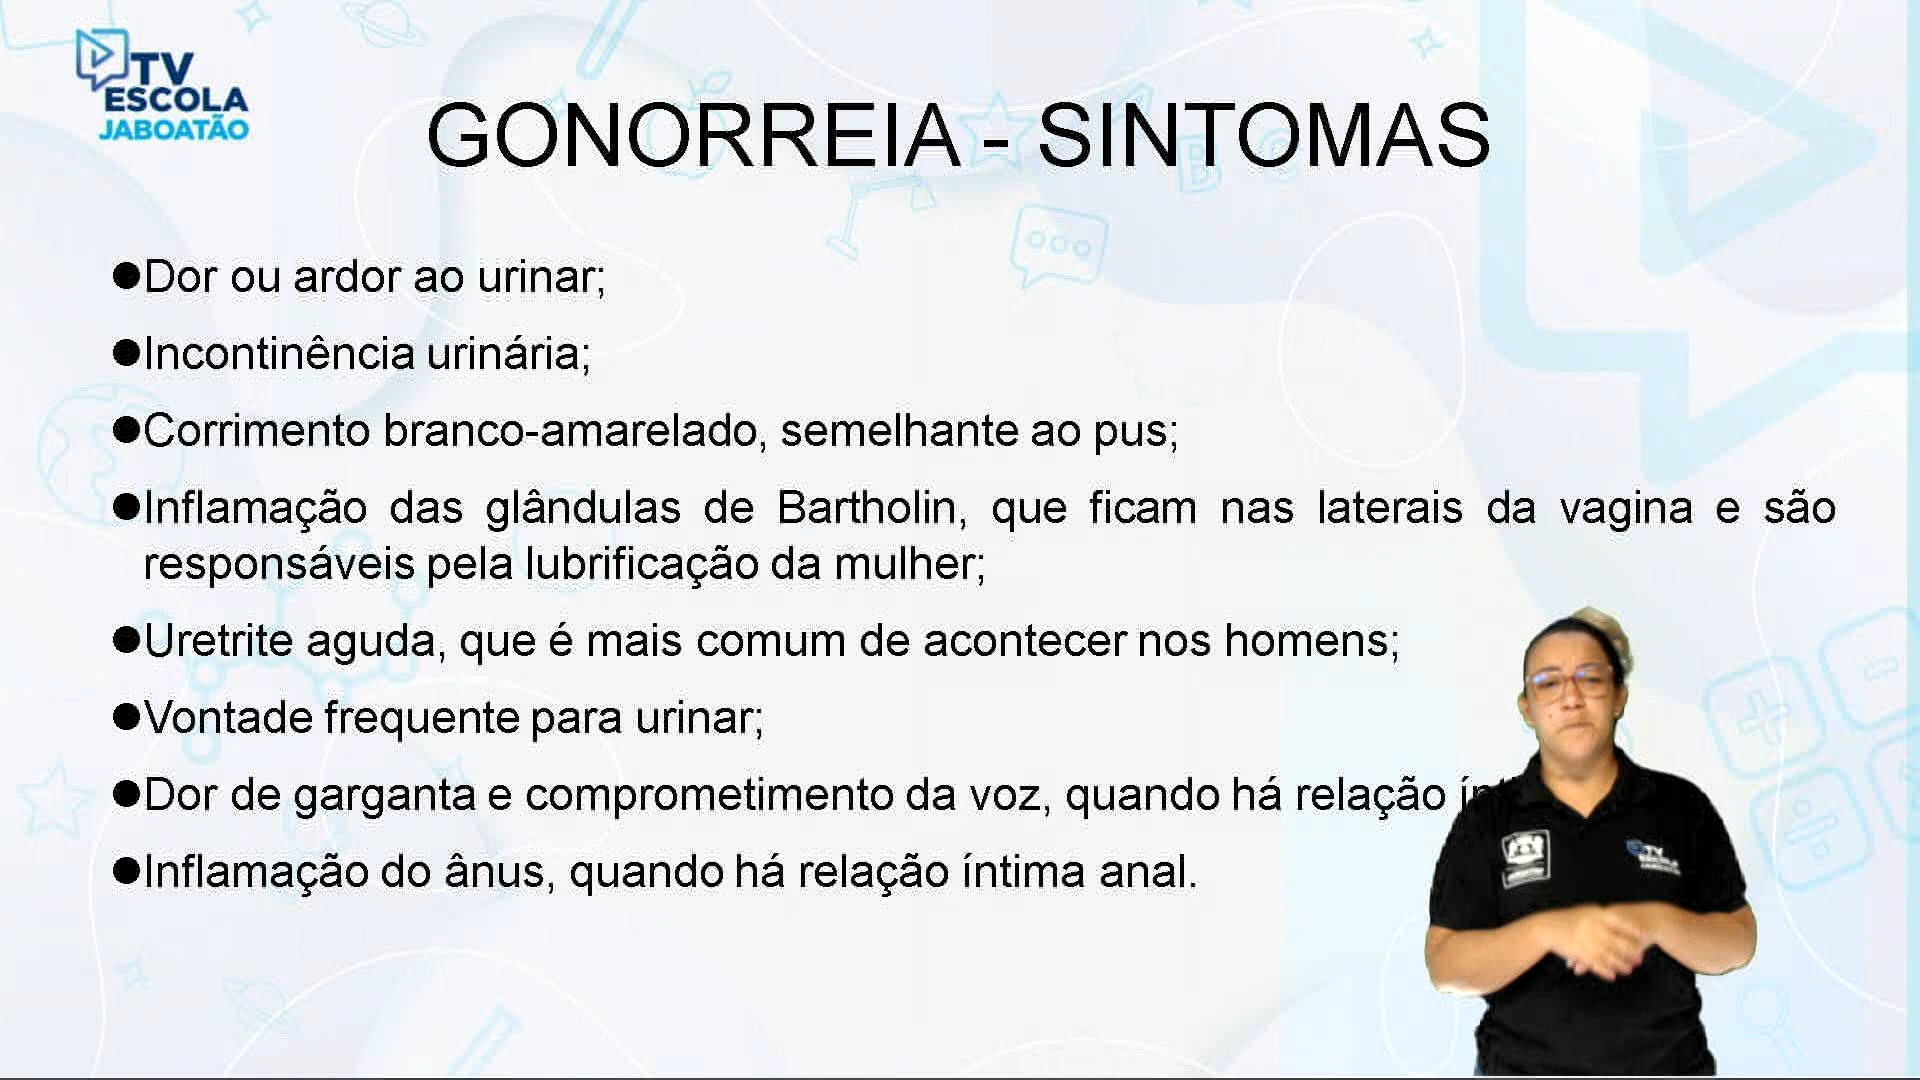 TV
ESCOLA
JABOATÃO
GONORREIA - SINTOMAS
●Dor ou ardor ao urinar;
●Incontinência urinária;
●Corrimento branco-amarelado, semelhante ao pus;
●Inflamação das glândulas de Bartholin, que ficam nas laterais da vagina e são
responsáveis pela lubrificação da mulher;
●Uretrite aguda, que é mais comum de acontecer nos homens;
●Vontade frequente para urinar;
●Dor de garganta e comprometimento da voz, quando há relação
●Inflamação do ânus, quando há relação íntima anal.
TV
ESCOLA